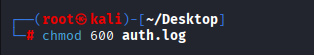 ┌──(root㉿kali)-[~/Desktop]
└─# chmod 600 auth.log